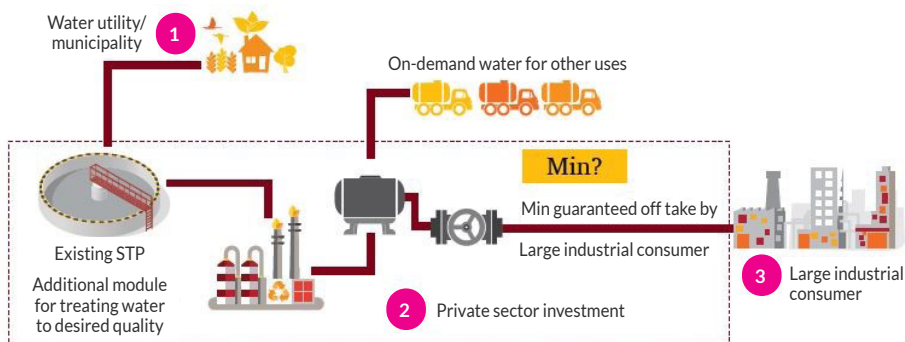 Water utility/
municipality
1
On-demand water for other uses
Min?
Min guaranteed off take by
Large industrial consumer
Existing STP
Additional module
for treating water
to desired quality
2
Private sector investment
3
Large industrial
consumer